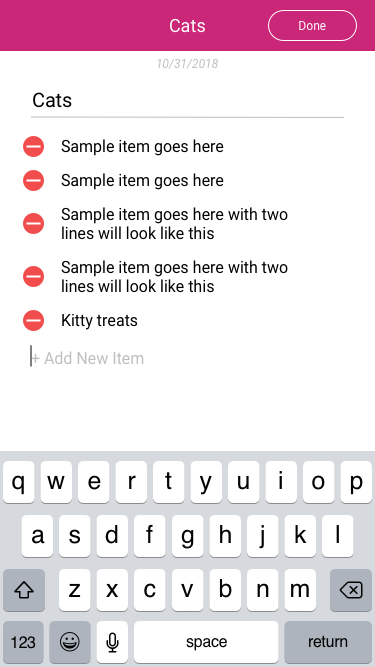 Cats
Done
10/31/2018
Cats
Sample item goes here
Sample item goes here
Sample item goes here with two
lines will look like this
Sample item goes here with two
lines will look like this
Kitty treats
+ Add New Item
q w e r t y u i o p
a s d f g h j k l
z x c v b n m
123 space return